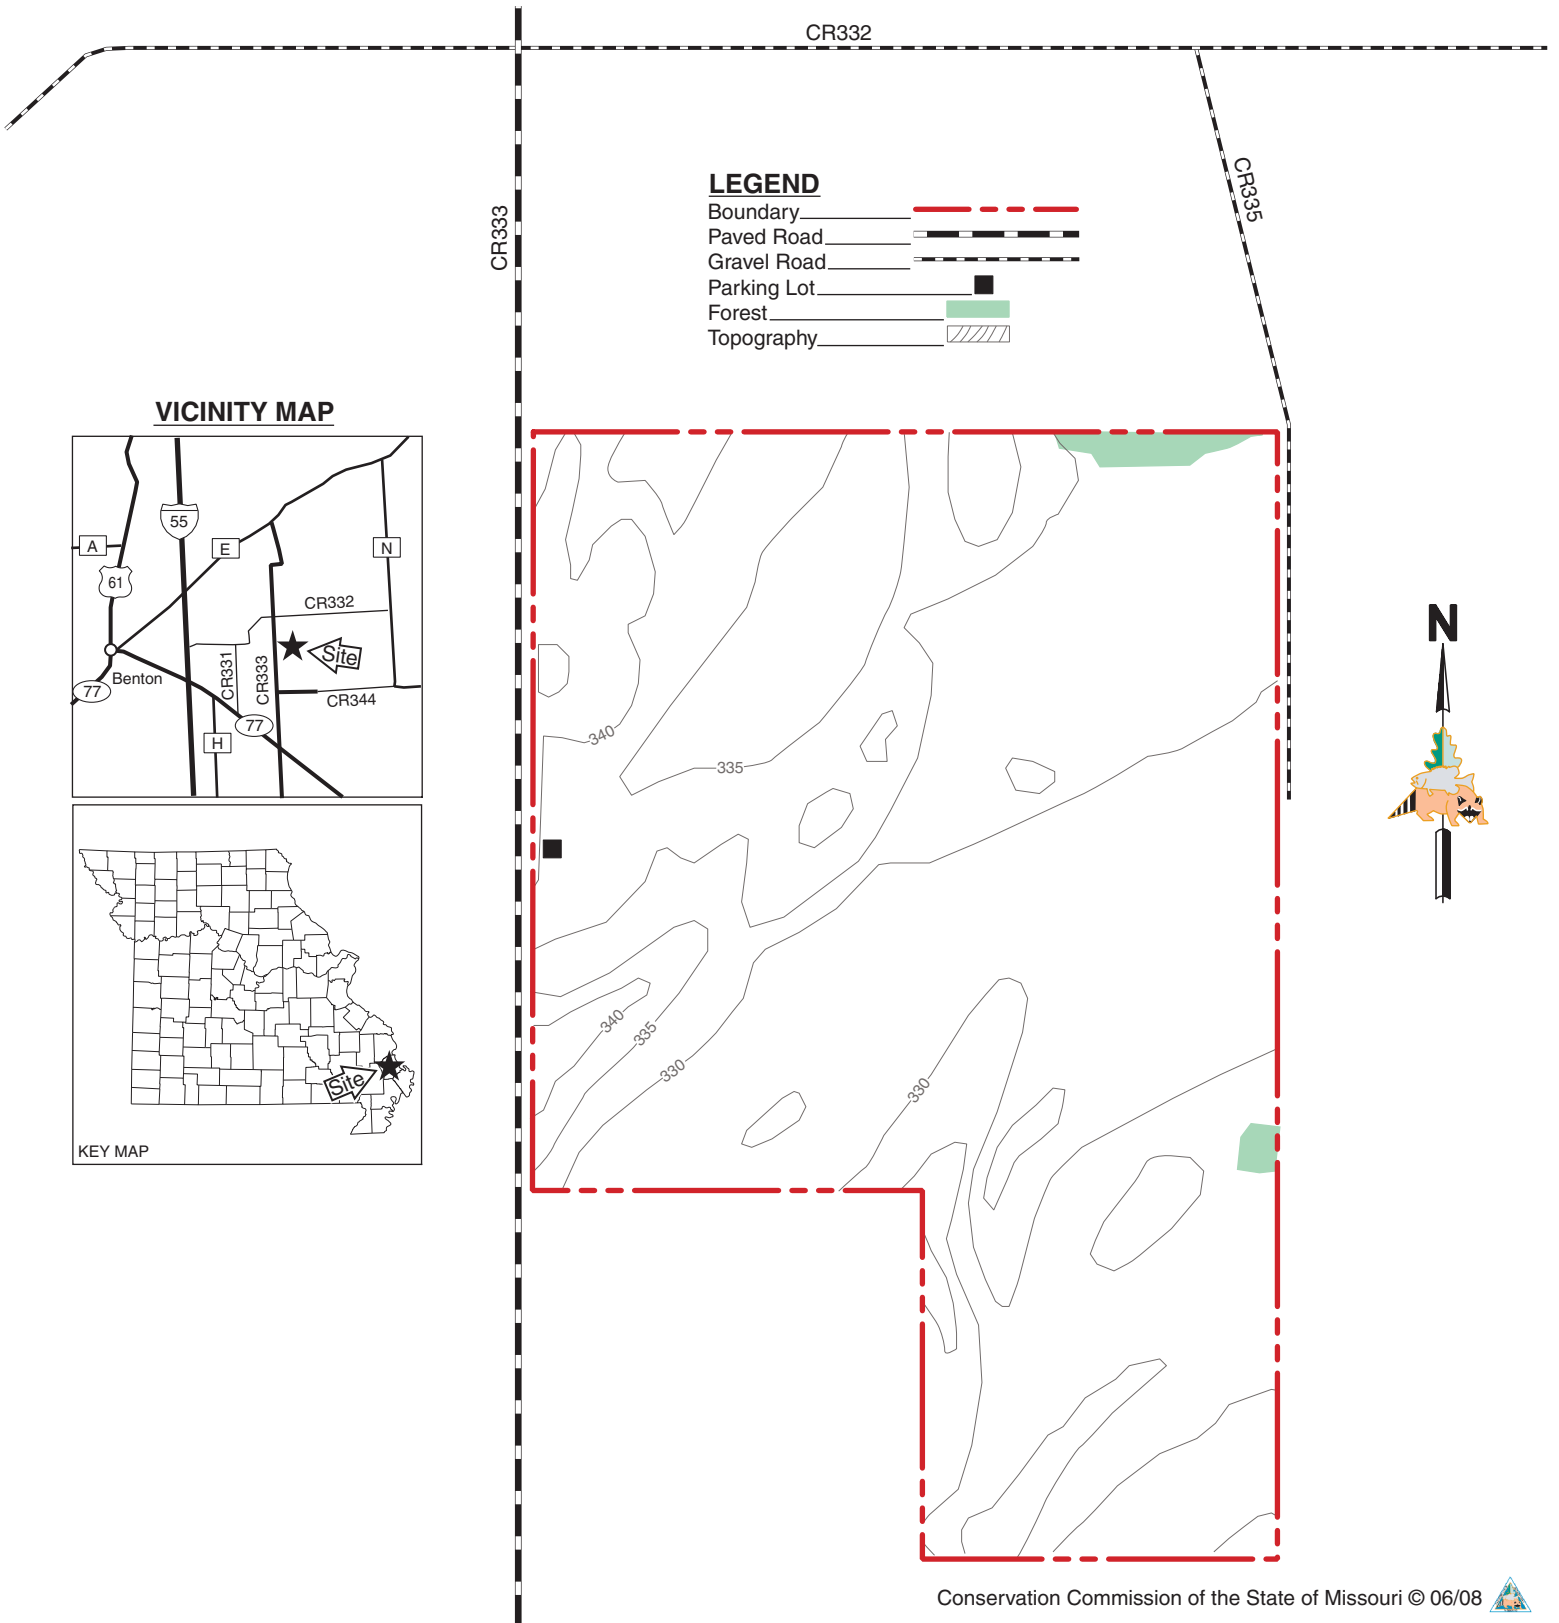 CR332
CR335
CR333
LEGEND
Boundary
Paved Road
Gravel Road
Parking Lot
Forest
Topography
VICINITY MAP
55
A
E
N
61
CR332
Site
Benton
CR331
CR333
77
CR344
77
H
N
340
335
340
335
330
330
Site
KEY MAP
Conservation Commission of the State of Missouri © 06/08